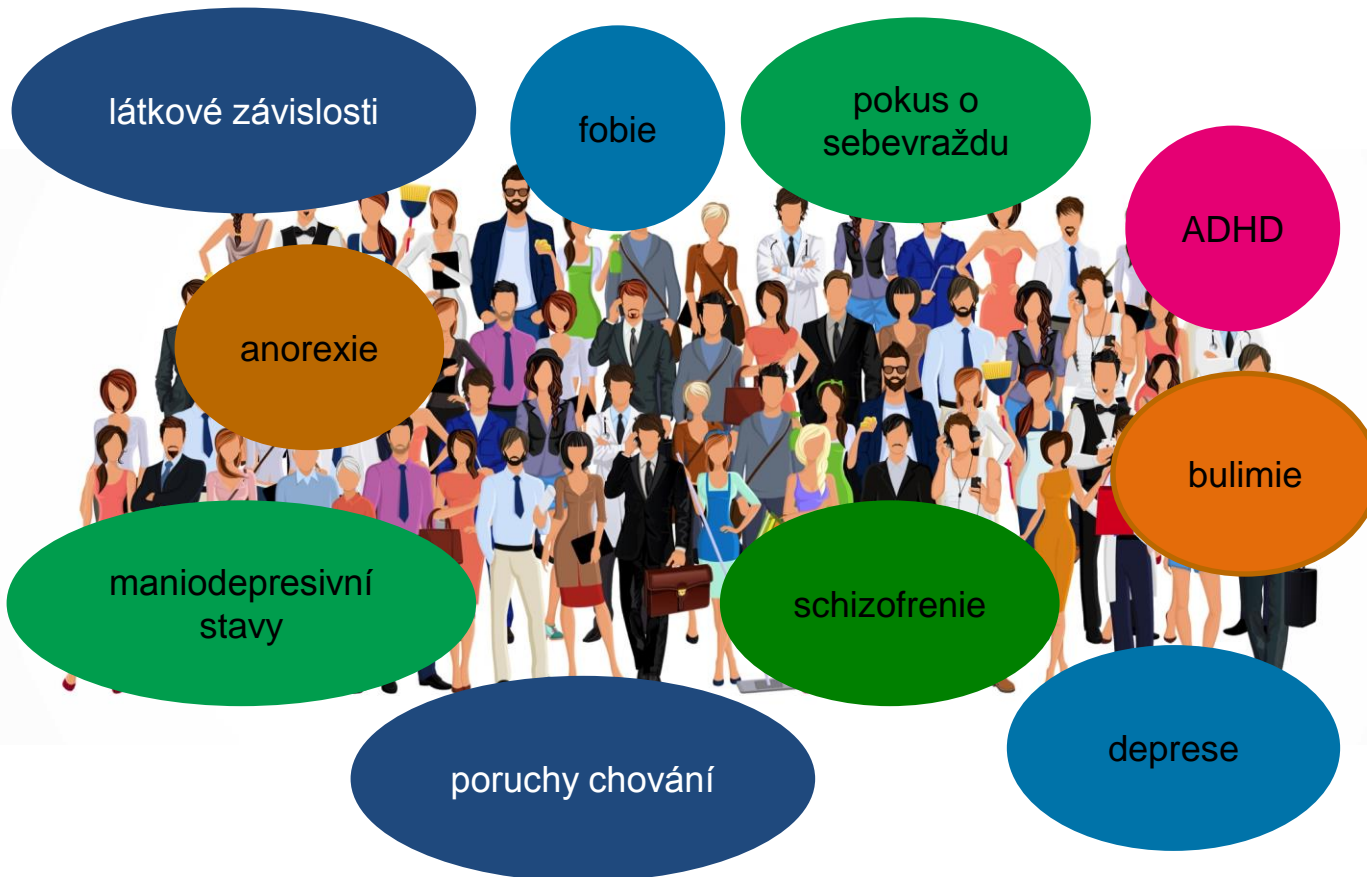 látkové závislosti
fobie
pokus o
sebevraždu
ADHD
anorexie
bulimie
maniodepresivní
stavy
schizofrenie
deprese
poruchy chování